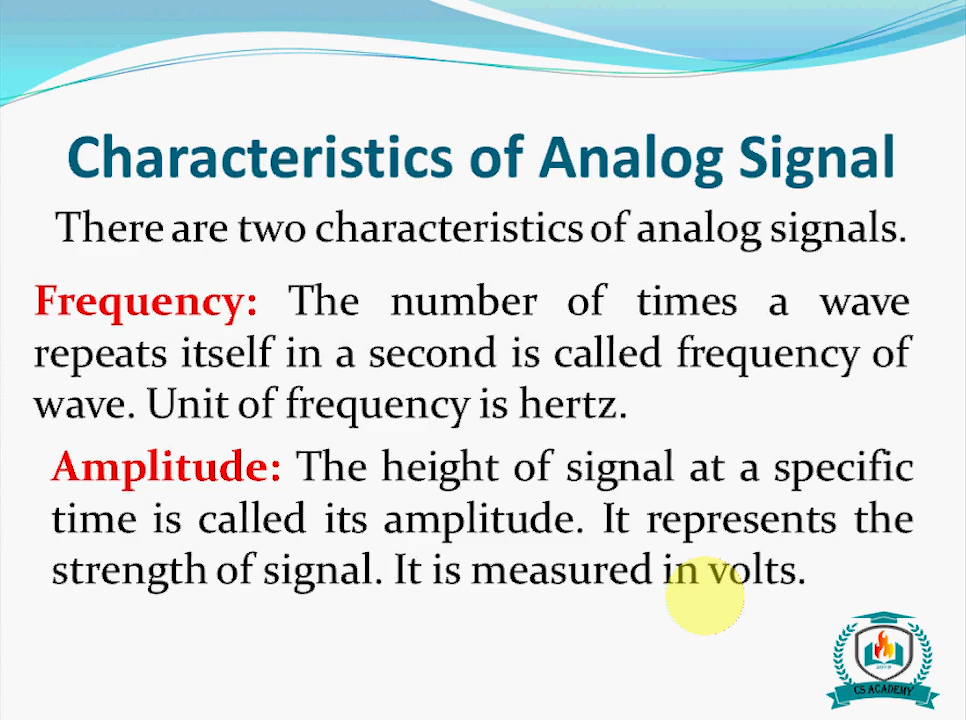 Characteristics of Analog Signal
There are two characteristics of analog signals.
Frequency: The number of times a wave
repeats itself in a second is called frequency of
wave. Unit of frequency is hertz.
Amplitude: The height of signal at a specific
time is called its amplitude. It represents the
strength of signal. It is measured in volts.
2019
CS ACADEMY